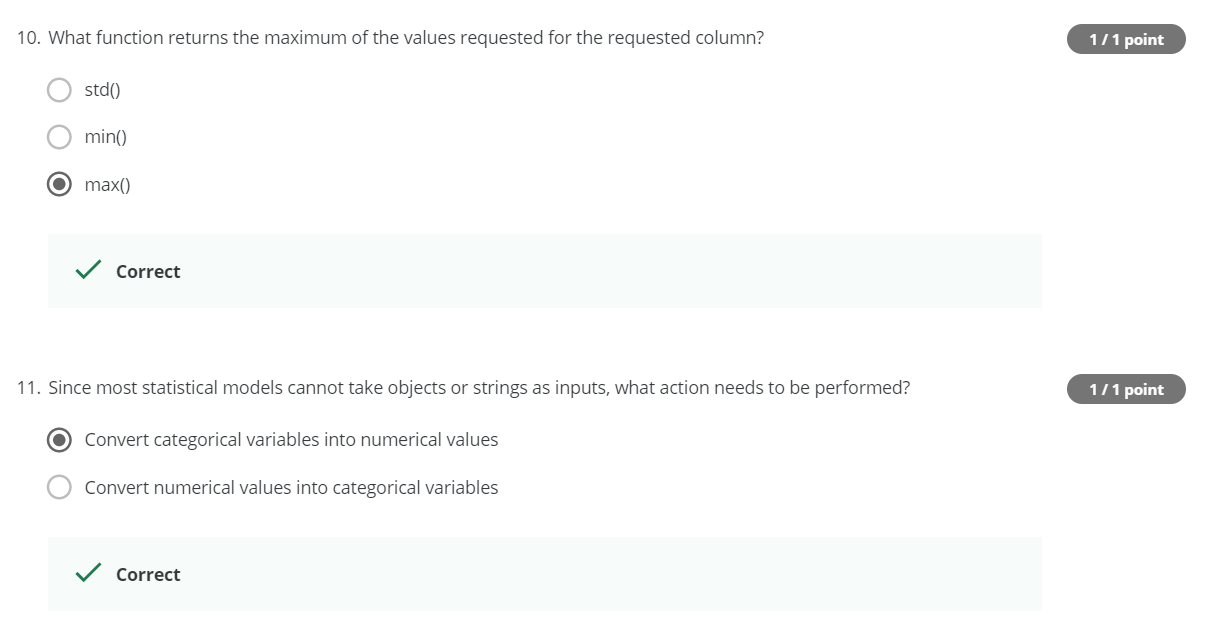 10. What function returns the maximum of the values requested for the requested column?
1 / 1 point
std()
min()
max()
Correct
11. Since most statistical models cannot take objects or strings as inputs, what action needs to be performed?
1 / 1 point
Convert categorical variables into numerical values
Convert numerical values into categorical variables
Correct